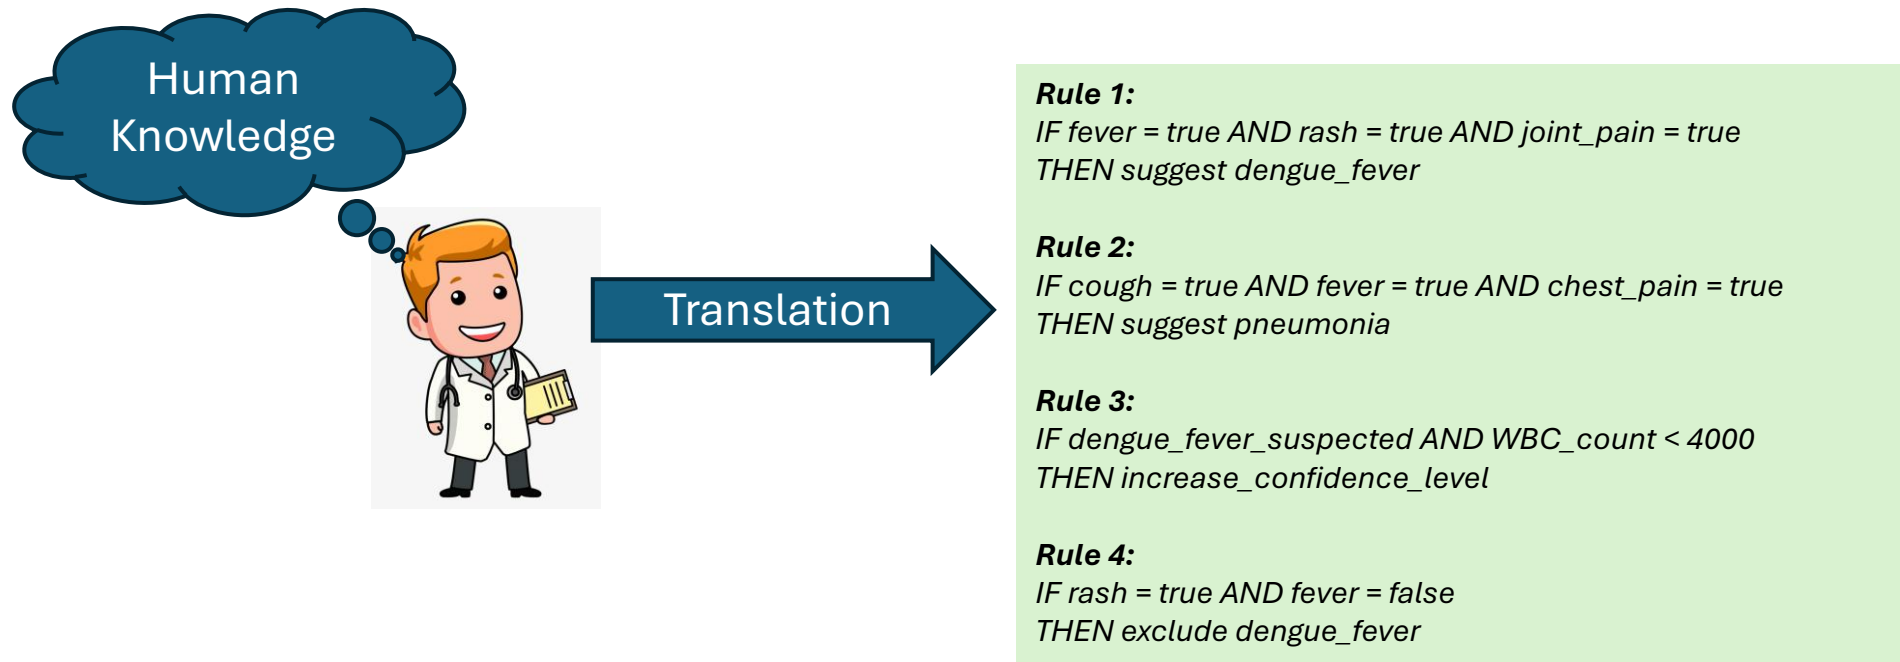 Human
Knowledge
Translation
Rule 1:
IF fever = true AND rash = true AND joint_pain = true
THEN suggest dengue_fever
Rule 2:
IF cough = true AND fever = true AND chest_pain = true
THEN suggest pneumonia
Rule 3:
IF dengue_fever_suspected AND WBC_count < 4000
THEN increase_confidence_level
Rule 4:
IF rash = true AND fever = false
THEN exclude dengue_fever